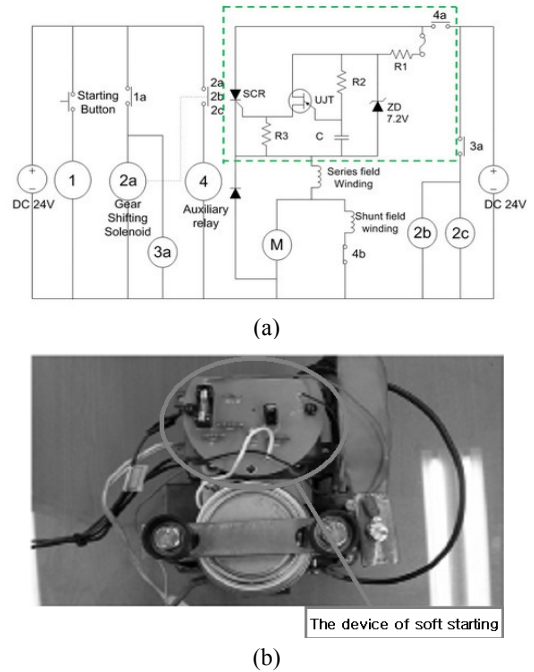 4a
SCR
UJT
R2
R1
ZD
7.2V
R3
C
Starting
Button
1a
2a
2b
2c
3a
DC 24V
1
2a
Gear
Shifting
Solenoid
3a
4
Auxiliary
relay
Series field
Winding
M
Shunt field
winding
4b
2b
2c
DC 24V
(a)
The device of soft starting
(b)